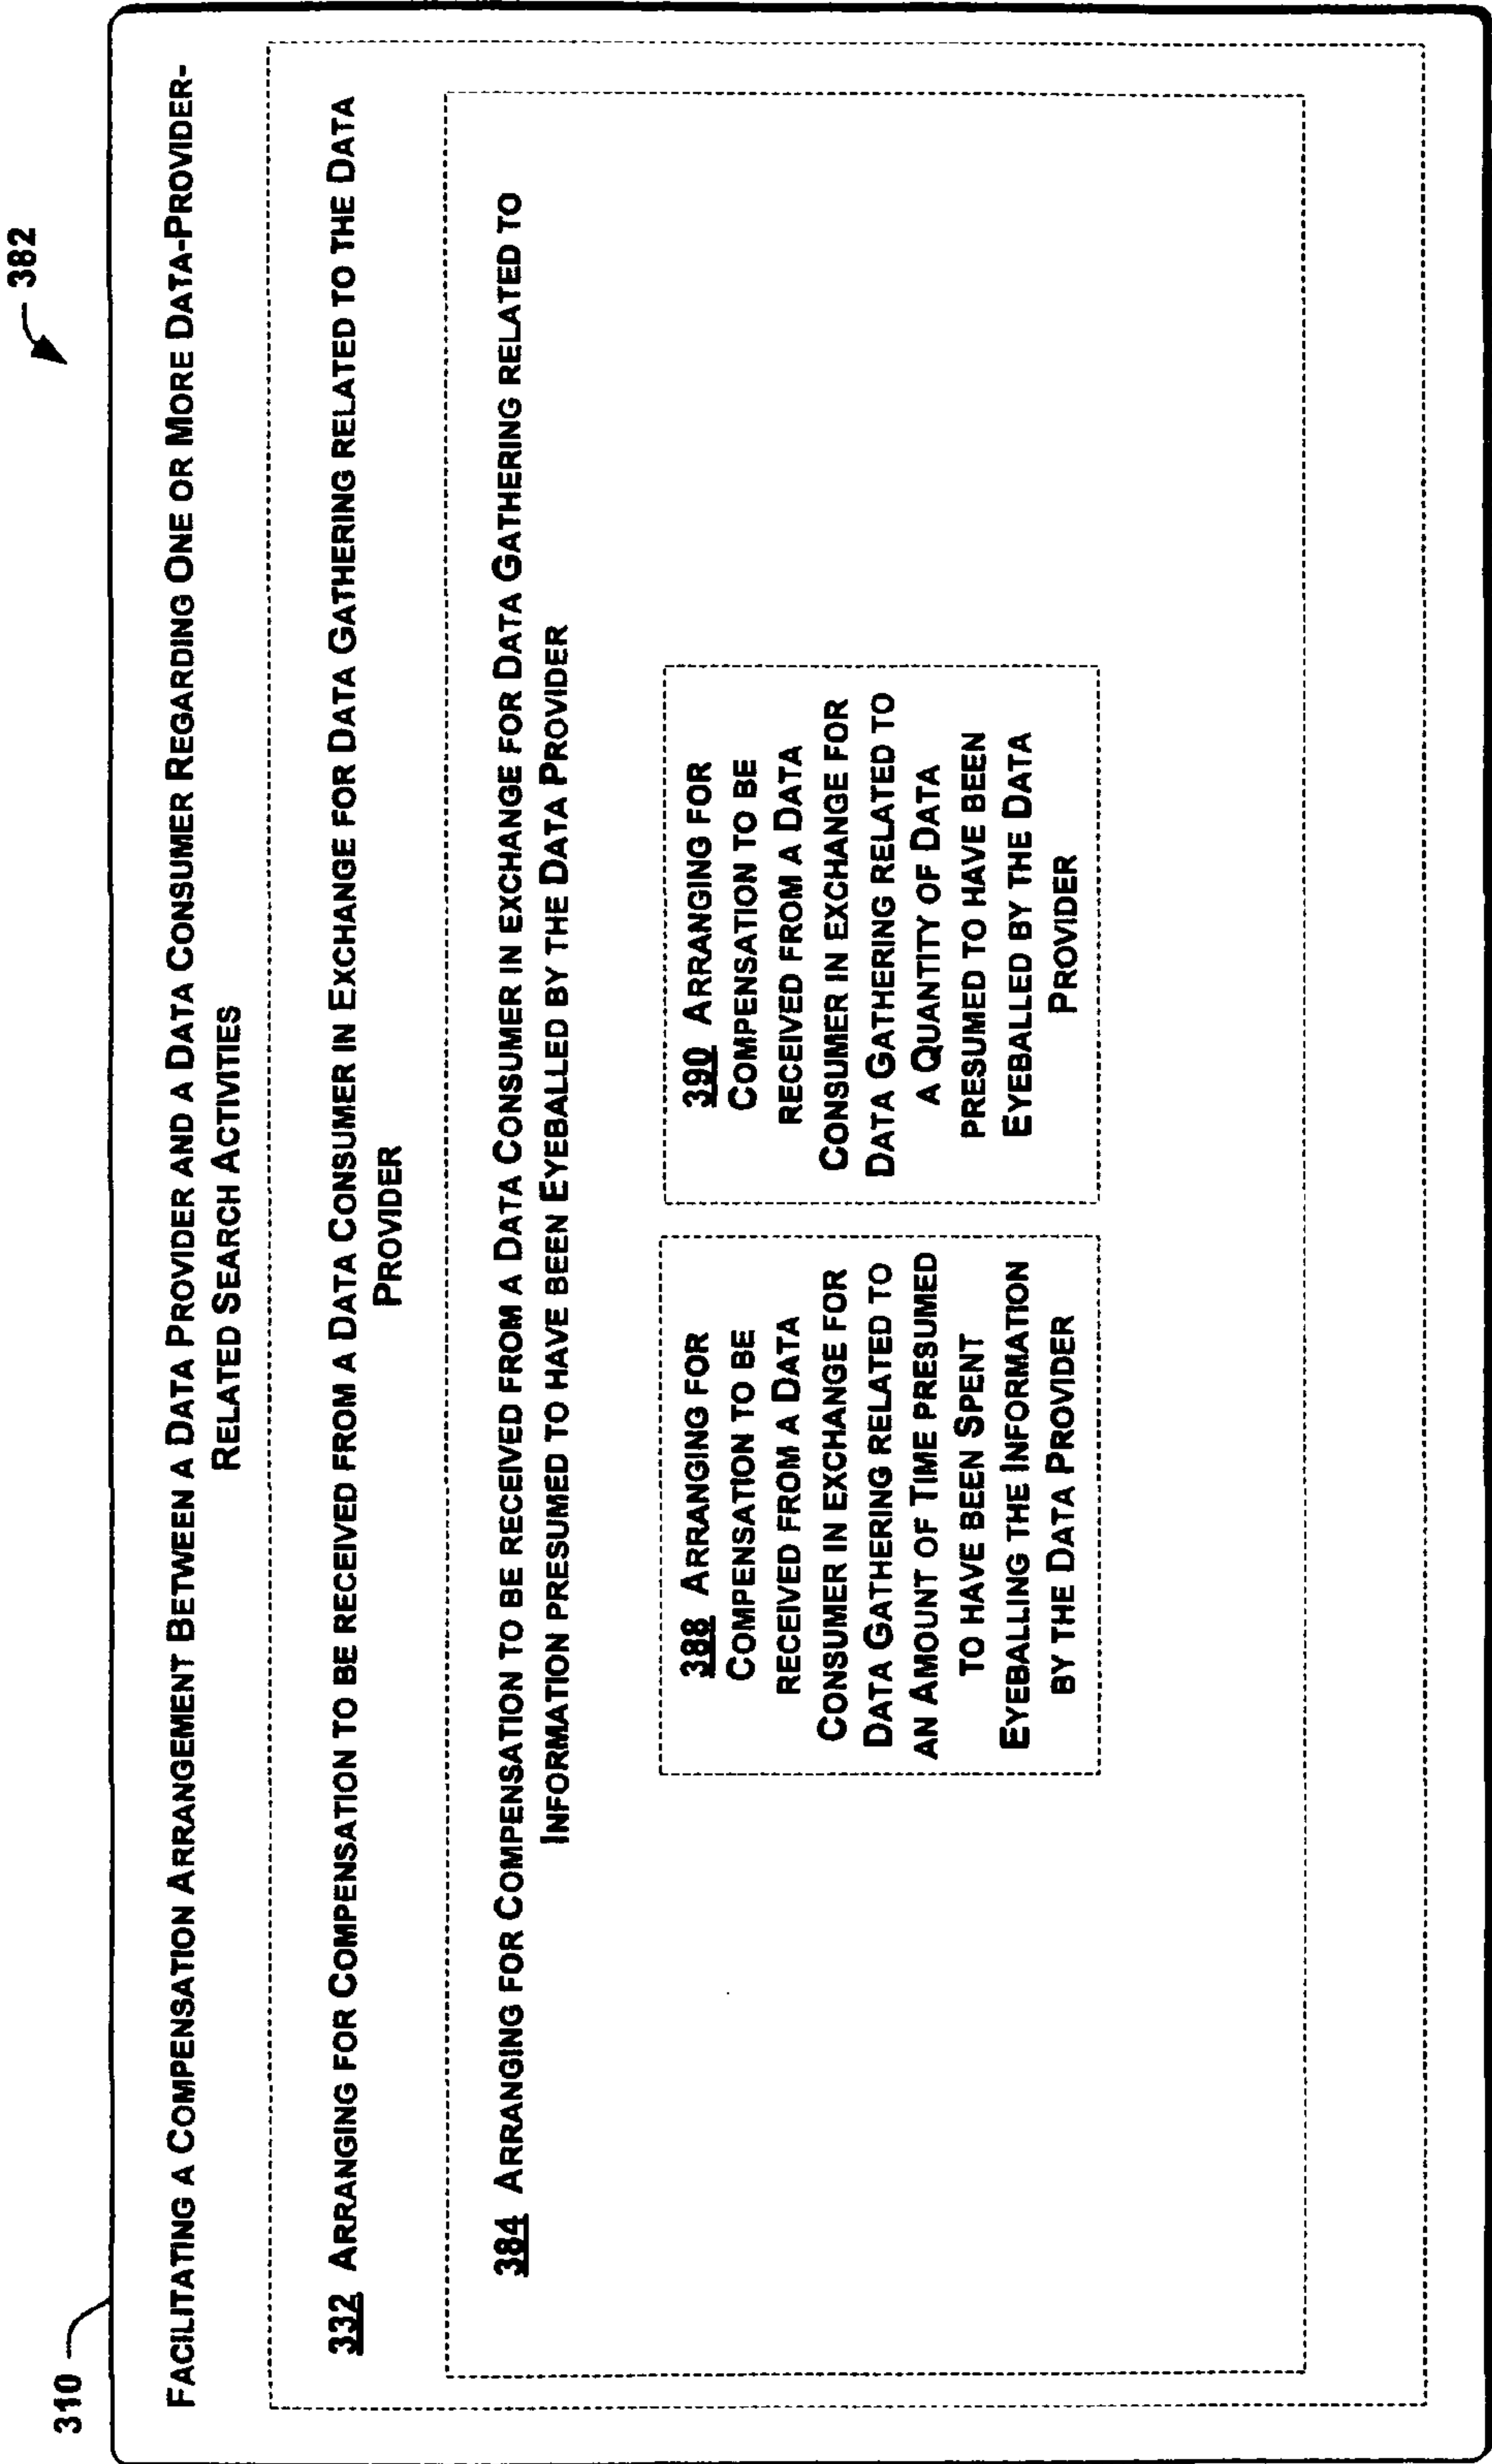 382
310
FACILITATING A COMPENSATION ARRANGEMENT BETWEEN A DATA PROVIDER AND A DATA CONSUMER REGARDING ONE OR MORE DATA-PROVIDER-
RELATED SEARCH ACTIVITIES
332 ARRANGING FOR COMPENSATION TO BE RECEIVED FROM A DATA CONSUMER IN EXCHANGE FOR DATA GATHERING RELATED TO THE DATA
PROVIDER
384 ARRANGING FOR COMPENSATION TO BE RECEIVED FROM A DATA CONSUMER IN EXCHANGE FOR DATA GATHERING RELATED TO
INFORMATION PRESUMED TO HAVE BEEN EYEBALLED BY THE DATA PROVIDER
388 ARRANGING FOR
COMPENSATION TO BE
RECEIVED FROM A DATA
CONSUMER IN EXCHANGE FOR
DATA GATHERING RELATED TO
AN AMOUNT OF TIME PRESUMED
TO HAVE BEEN SPENT
EYEBALLING THE INFORMATION
BY THE DATA PROVIDER
390 ARRANGING FOR
COMPENSATION TO BE
RECEIVED FROM A DATA
CONSUMER IN EXCHANGE FOR
DATA GATHERING RELATED TO
A QUANTITY OF DATA
PRESUMED TO HAVE BEEN
EYEBALLED BY THE DATA
PROVIDER